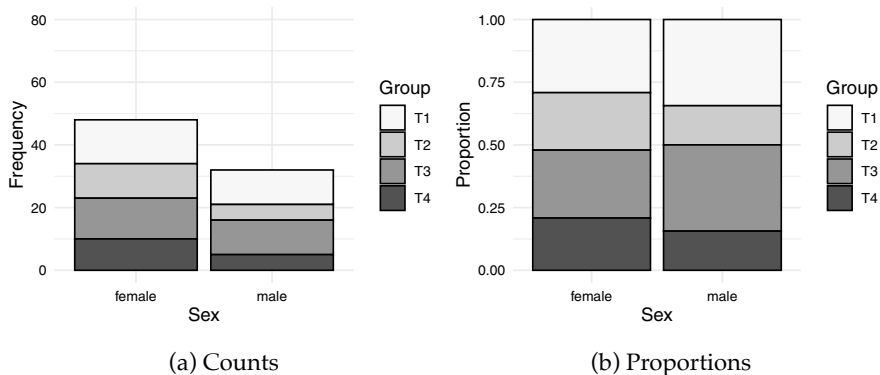 80
60
40
20
0
Frequency
female
male
Sex
Group
T1
T2
T3
T4
(a) Counts
1.00
0.75
0.50
0.25
0.00
Proportion
female
male
Sex
Group
T1
T2
T3
T4
(b) Proportions